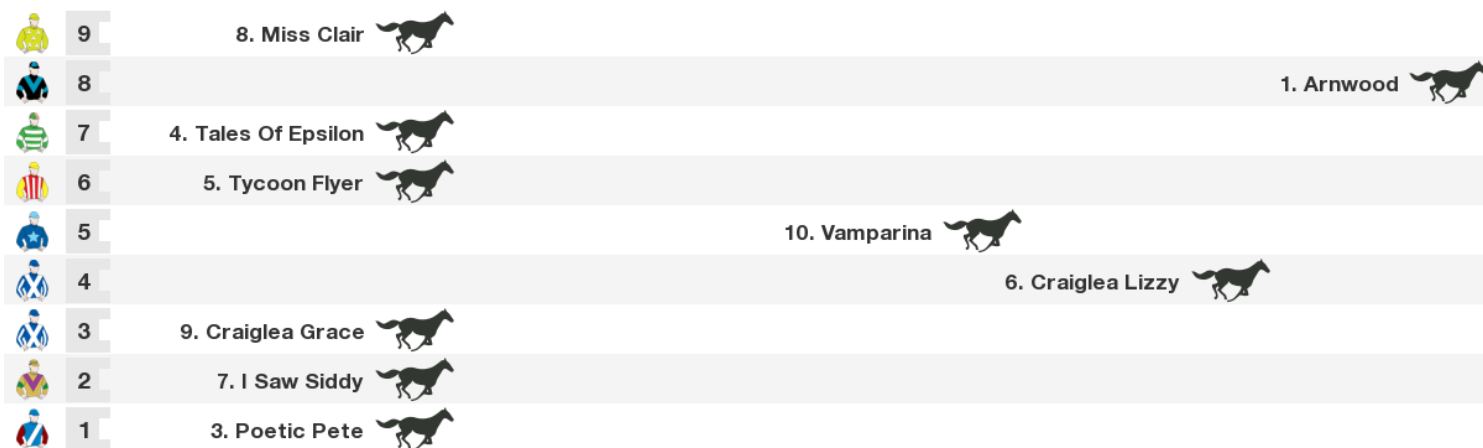 9 8. Miss Clair
8 1. Arnwood
7 4. Tales Of Epsilon
6 5. Tycoon Flyer
5 10. Vamparina
4 6. Craiglea Lizzy
3 9. Craiglea Grace
2 7. I Saw Siddy
1 3. Poetic Pete